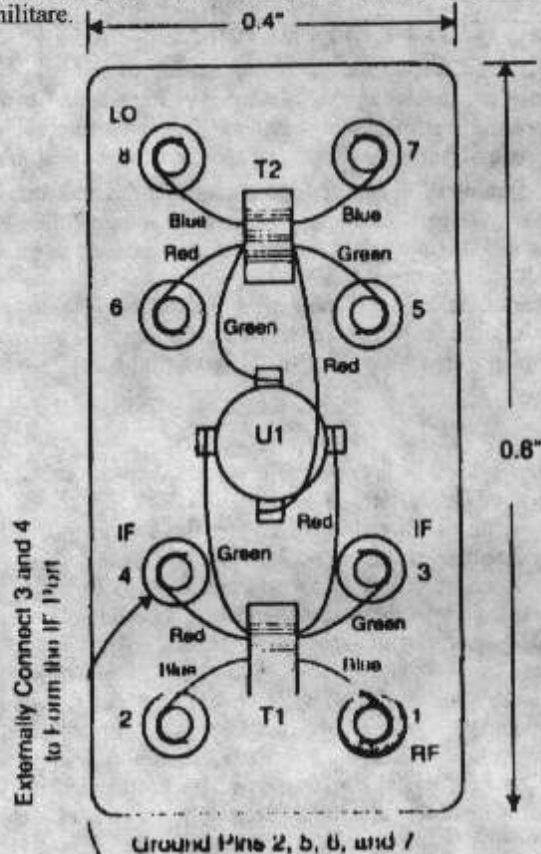 militare.
0.4"
LO
8
7
T2
Blue
Blue
Red
Green
6
5
Green
Red
U1
0.8"
Red
IF
IF
Green
4
3
Externally Connect 3 and 4
to Form the IF Port
Red
Green
Blue
Blue
2
T1
1
RF
Ground Pins 2, 5, 6, and 7